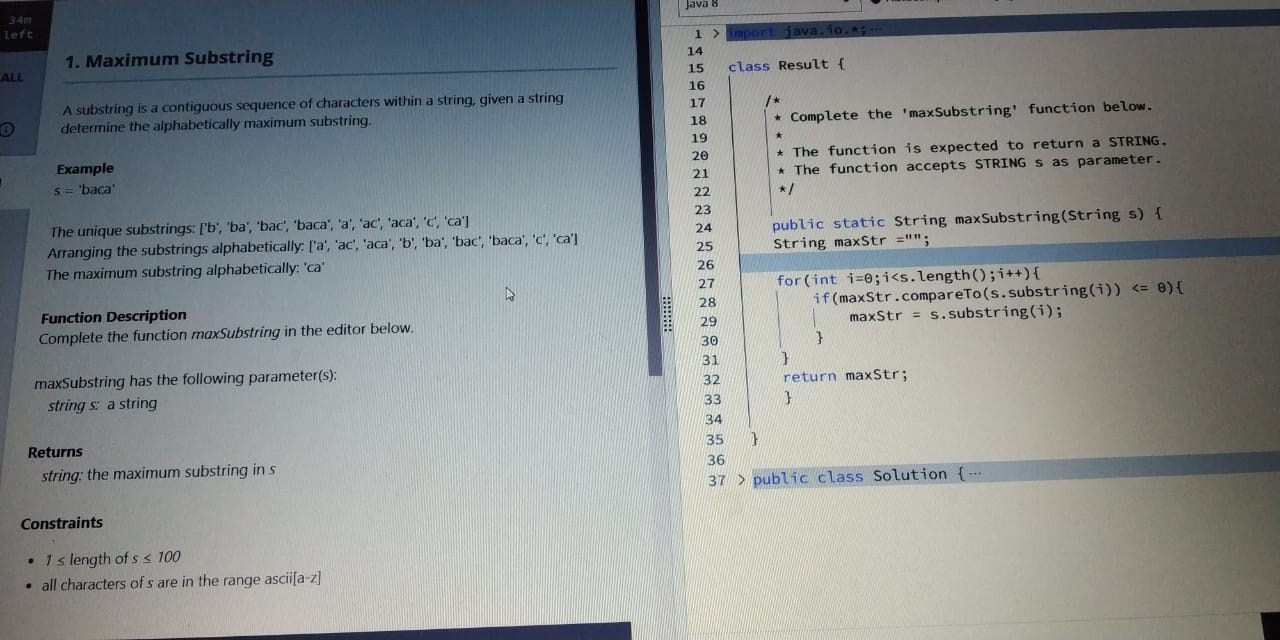 34m
left
ALL
1. Maximum Substring
A substring is a contiguous sequence of characters within a string, given a string
determine the alphabetically maximum substring.
Example
s = 'baca'
The unique substrings: ['b', 'ba', 'bac', 'baca', 'a', 'ac', 'aca', 'c', 'ca']
Arranging the substrings alphabetically: ['a', 'ac', 'aca', 'b', 'ba', 'bac', 'baca', 'c', 'ca']
The maximum substring alphabetically: 'ca'
Function Description
Complete the function maxSubstring in the editor below.
maxSubstring has the following parameter(s):
string s: a string
Returns
string: the maximum substring in s
Constraints
• 1 ≤ length of s ≤ 100
• all characters of s are in the range ascii[a-z]
Java 8
1 > import java.io.*;...
14
15 class Result {
16
17 /*
18 * Complete the 'maxSubstring' function below.
19 *
20 * The function is expected to return a STRING.
21 * The function accepts STRING s as parameter.
22 */
23
24 public static String maxSubstring(String s) {
25 String maxStr ="";
26
27 for(int i=0;i<s.length();i++){
28 if(maxStr.compareTo(s.substring(i)) <= 0){
29 maxStr = s.substring(i);
30 }
31 }
32 return maxStr;
33 }
34
35 }
36
37 > public class Solution {...